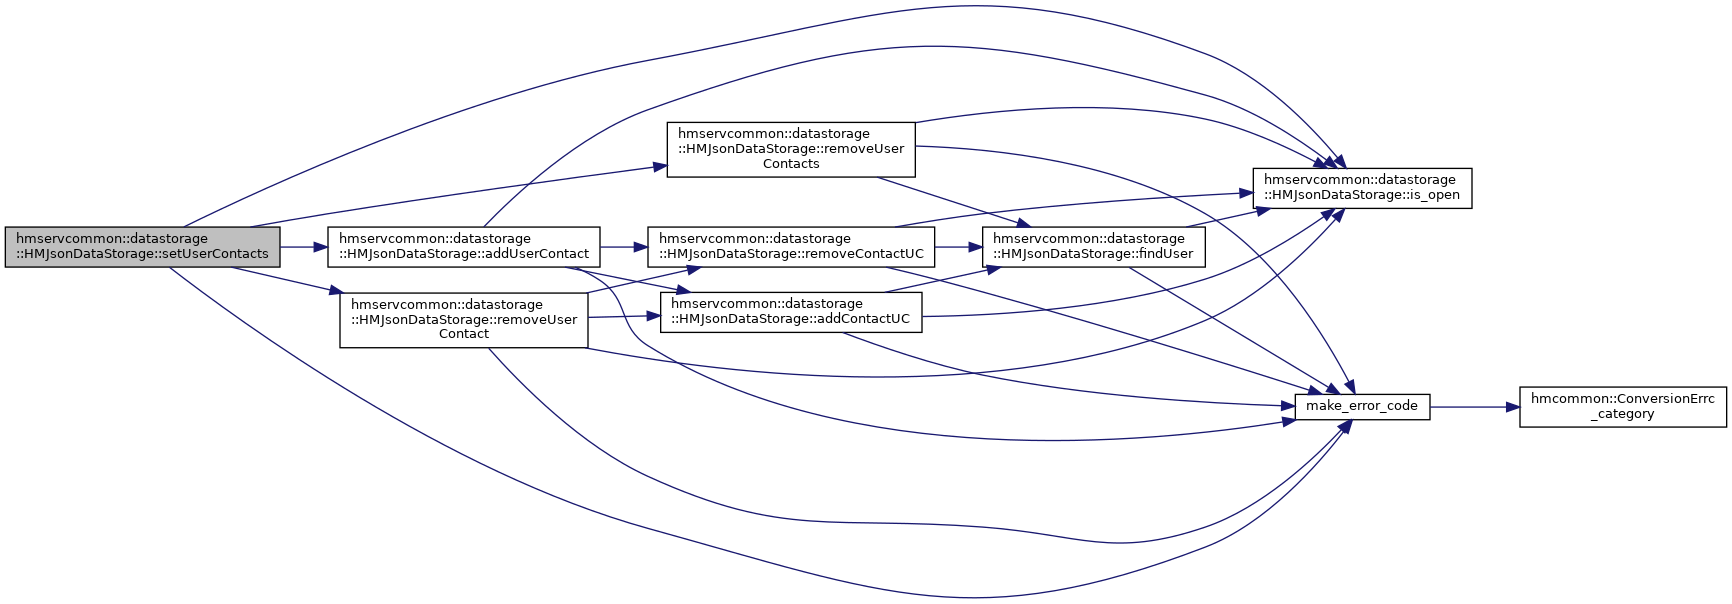 hmservcommon::datastorage
::HMJsonDataStorage::setUserContacts
hmservcommon::datastorage
::HMJsonDataStorage::addUserContact
hmservcommon::datastorage
::HMJsonDataStorage::removeUser
Contact
hmservcommon::datastorage
::HMJsonDataStorage::removeUser
Contacts
hmservcommon::datastorage
::HMJsonDataStorage::removeContactUC
hmservcommon::datastorage
::HMJsonDataStorage::addContactUC
hmservcommon::datastorage
::HMJsonDataStorage::findUser
hmservcommon::datastorage
::HMJsonDataStorage::is_open
make_error_code
hmcommon::ConversionErrc
_category